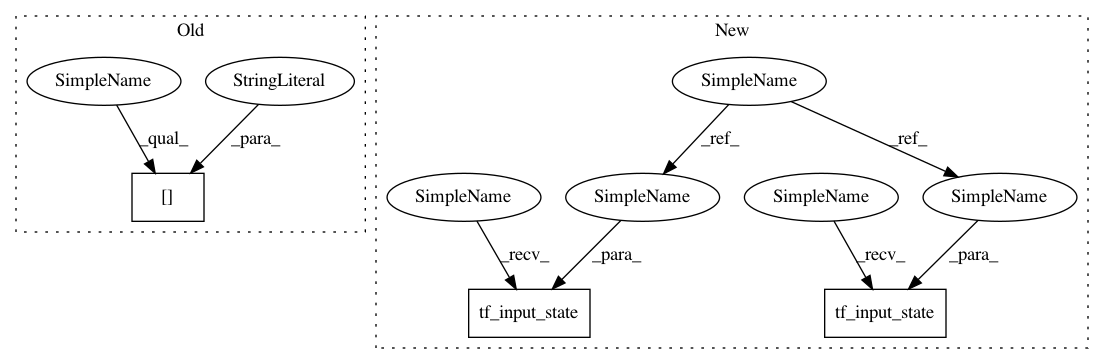 Old
New
SimpleName
StringLiteral
SimpleName
_qual_
_para_
_ref_
_ref_
[]
SimpleName
SimpleName
SimpleName
SimpleName
_recv_
_para_
_recv_
_para_
tf_input_state
tf_input_state